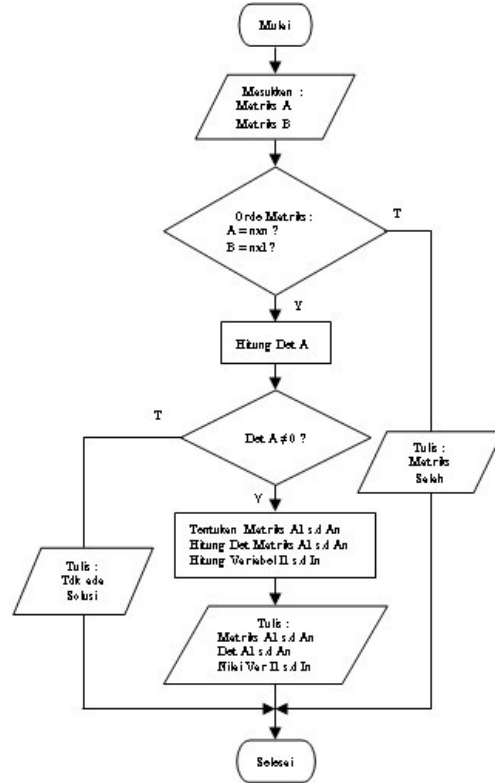 Mulai
Masukkan :
Matriks A
Matriks B
Orde Matriks :
A = nxn ?
B = nx1 ?
T
Y
Hitung Det A
T
Det A ≠ 0 ?
Y
Tulis :
Matriks
Salah
Tentukan Matriks A1 s.d An
Hitung Det Matriks A1 s.d An
Hitung Variabel I1 s.d In
Tulis :
Tdk ada
Solusi
Tulis :
Matriks A1 s.d An
Det A1 s.d An
Nilai Var I1 s.d In
Selesai